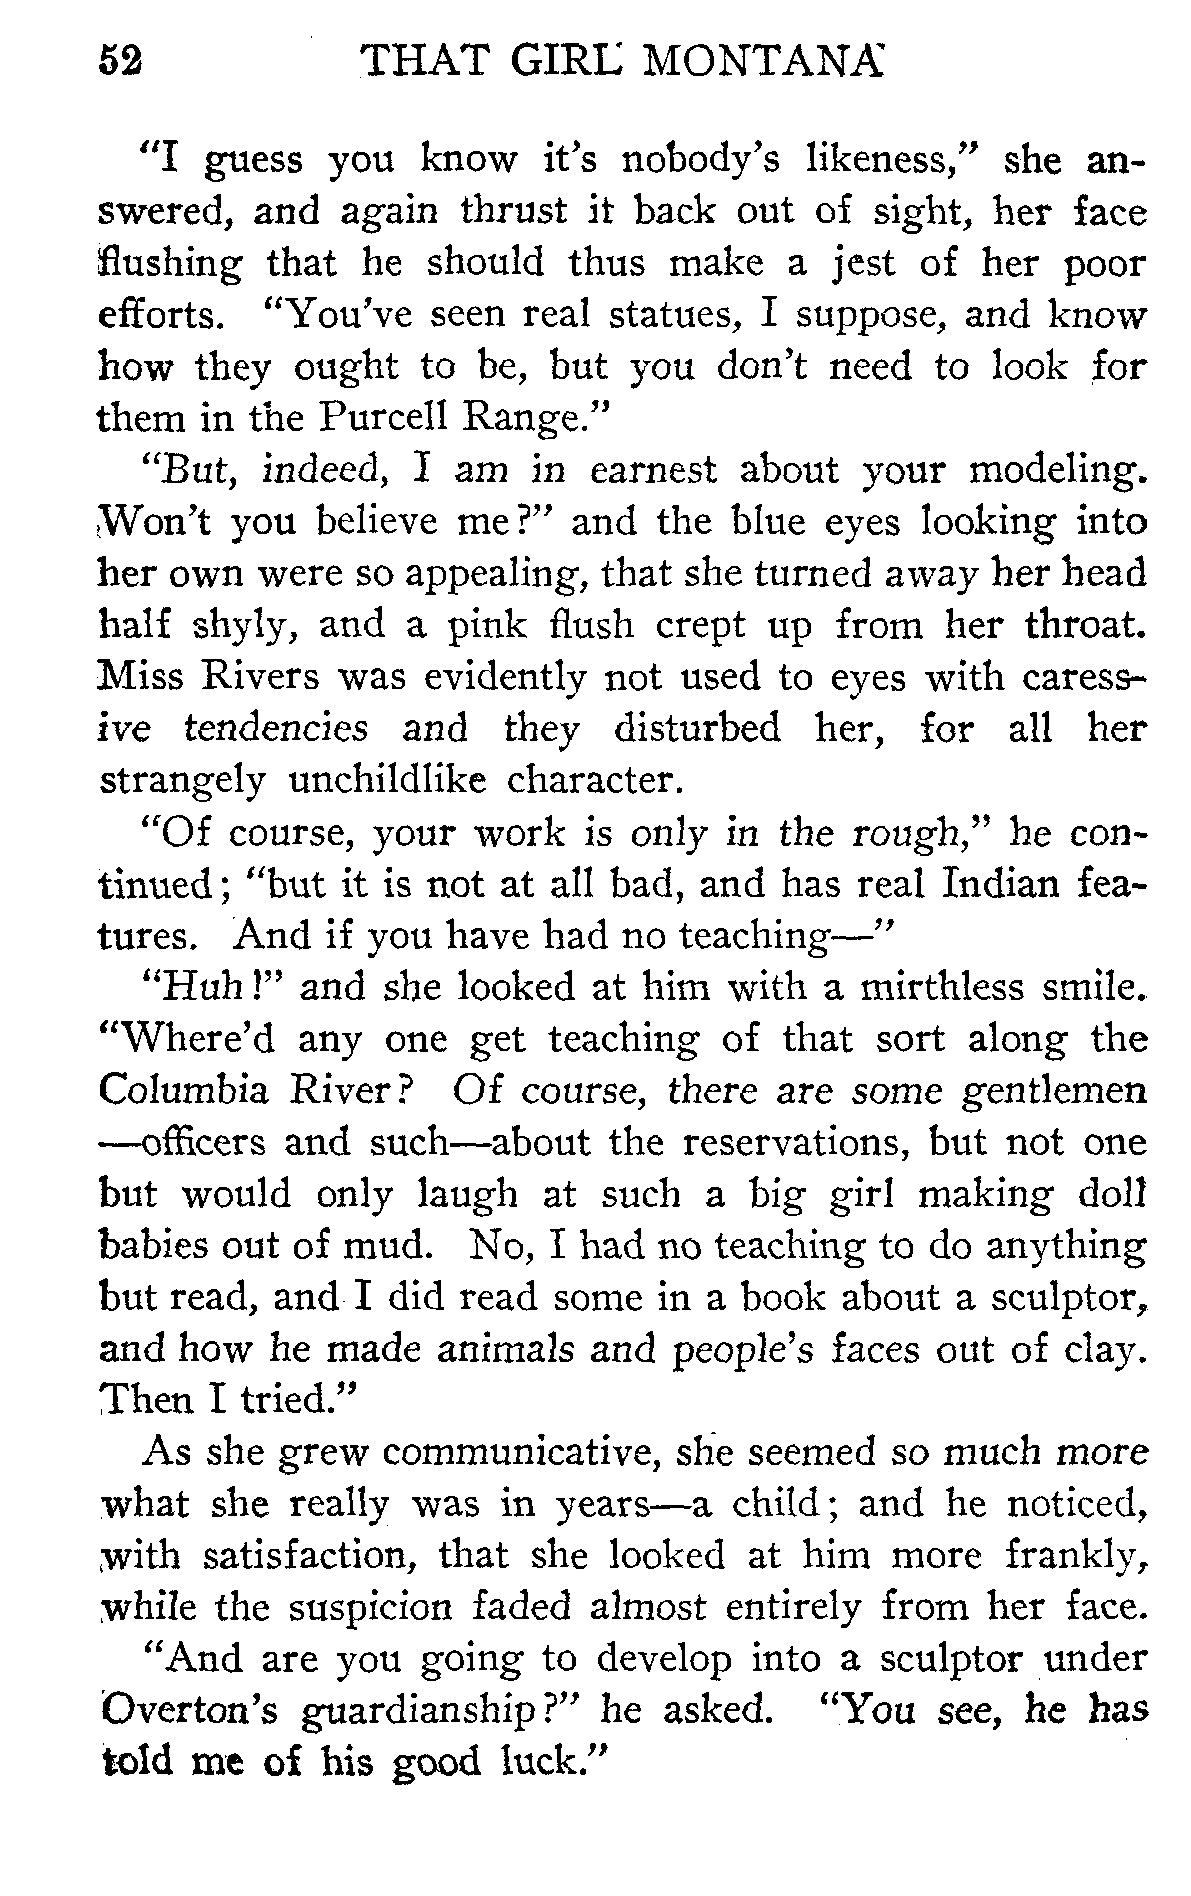 52 THAT GIRL MONTANA
"I guess you know it's nobody's likeness," she an-
swered, and again thrust it back out of sight, her face
flushing that he should thus make a jest of her poor
efforts. "You've seen real statues, I suppose, and know
how they ought to be, but you don't need to look for
them in the Purcell Range."
"But, indeed, I am in earnest about your modeling.
Won't you believe me?" and the blue eyes looking into
her own were so appealing, that she turned away her head
half shyly, and a pink flush crept up from her throat.
Miss Rivers was evidently not used to eyes with caress-
ive tendencies and they disturbed her, for all her
strangely unchildlike character.
"Of course, your work is only in the rough," he con-
tinued; "but it is not at all bad, and has real Indian fea-
tures. And if you have had no teaching—"
"Huh!" and she looked at him with a mirthless smile.
"Where'd any one get teaching of that sort along the
Columbia River? Of course, there are some gentlemen
—officers and such—about the reservations, but not one
but would only laugh at such a big girl making doll
babies out of mud. No, I had no teaching to do anything
but read, and I did read some in a book about a sculptor,
and how he made animals and people's faces out of clay.
Then I tried."
As she grew communicative, she seemed so much more
what she really was in years—a child; and he noticed,
with satisfaction, that she looked at him more frankly,
while the suspicion faded almost entirely from her face.
"And are you going to develop into a sculptor under
Overton's guardianship?" he asked. "You see, he has
told me of his good luck."